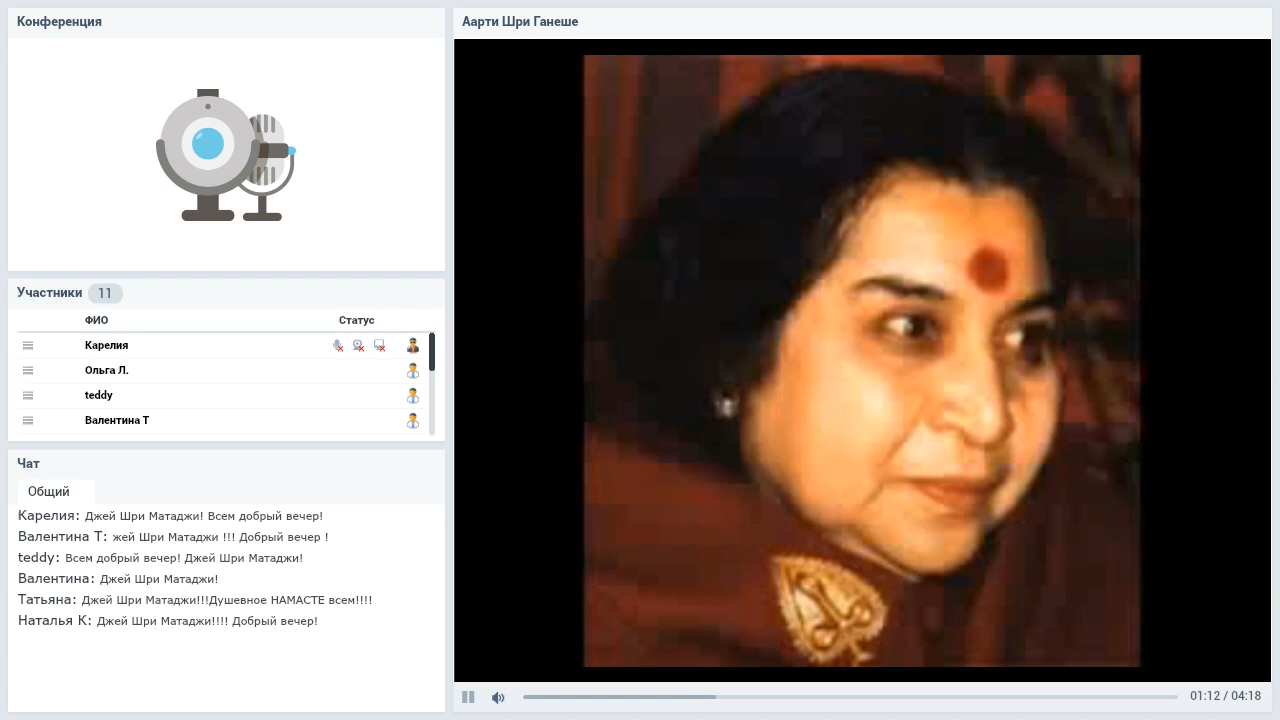 Конференция
Аарти Шри Ганеше
Участники 11
ФИО Статус
Карелия
Ольга Л.
teddy
Валентина Т
Чат
Общий
Карелия: Джей Шри Матаджи! Всем добрый вечер!
Валентина Т: жей Шри Матаджи !!! Добрый вечер !
teddy: Всем добрый вечер! Джей Шри Матаджи!
Валентина: Джей Шри Матаджи!
Татьяна: Джей Шри Матаджи!!!Душевное НАМАСТЕ всем!!!!
Наталья К: Джей Шри Матаджи!!!! Добрый вечер!
01:12 / 04:18